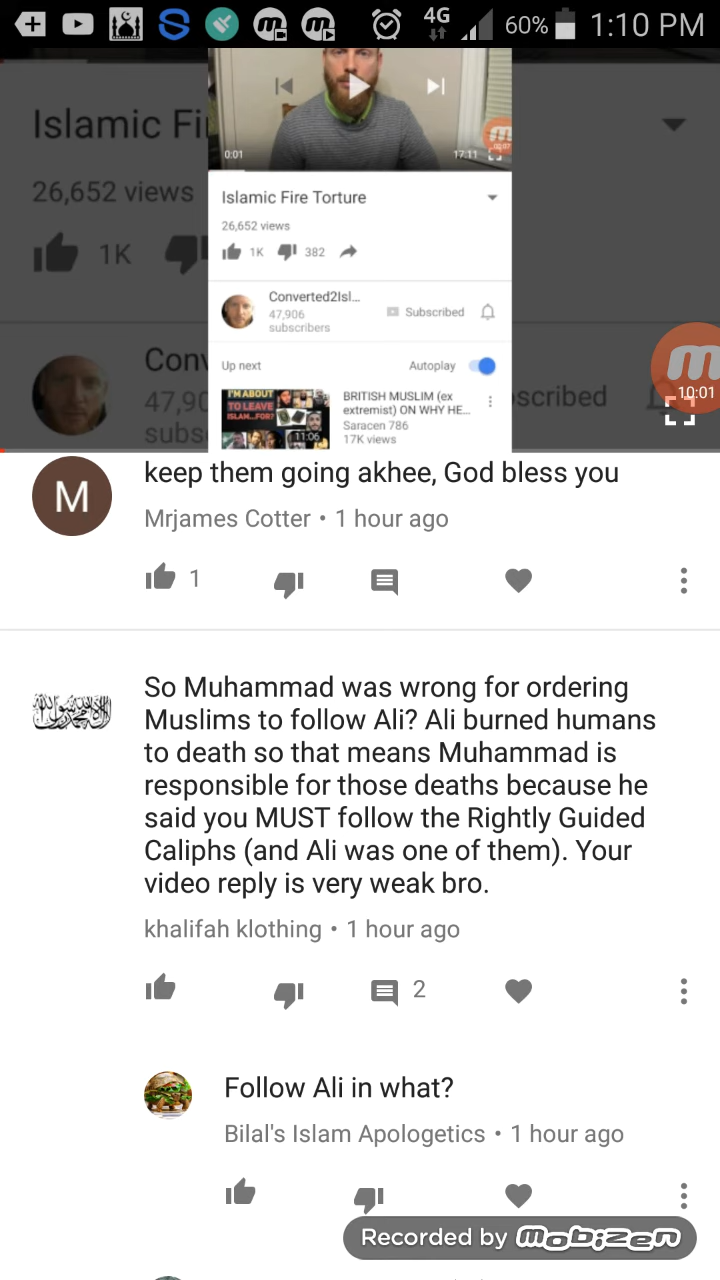 4G
60%
1:10 PM
0:01
17:11
Islamic Fi
26,652 views
1K
Islamic Fire Torture
26,652 views
1K
382
Converted2Isl...
47,906
subscribers
Subscribed
Conv
47,90
subs
scribed
10:01
Up next
Autoplay
I'M ABOUT
TO LEAVE
ISLAM...FOR?
11:06
BRITISH MUSLIM (ex
extremist) ON WHY HE...
Saracen 786
17K views
M
keep them going akhee, God bless you
Mrjames Cotter • 1 hour ago
1
So Muhammad was wrong for ordering
Muslims to follow Ali? Ali burned humans
to death so that means Muhammad is
responsible for those deaths because he
said you MUST follow the Rightly Guided
Caliphs (and Ali was one of them). Your
video reply is very weak bro.
khalifah klothing • 1 hour ago
2
Follow Ali in what?
Bilal's Islam Apologetics • 1 hour ago
Recorded by mobizen